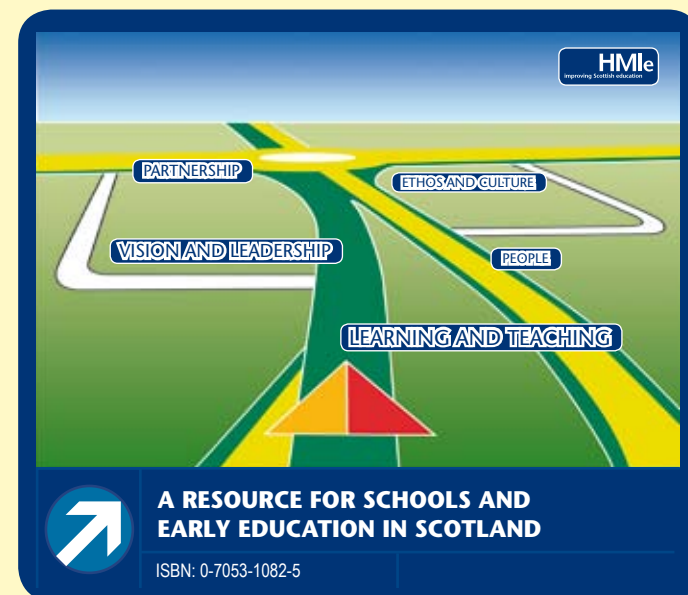 HMIe
improving Scottish education
PARTNERSHIP
ETHOS AND CULTURE
VISION AND LEADERSHIP
PEOPLE
LEARNING AND TEACHING
A RESOURCE FOR SCHOOLS AND
EARLY EDUCATION IN SCOTLAND
ISBN: 0-7053-1082-5